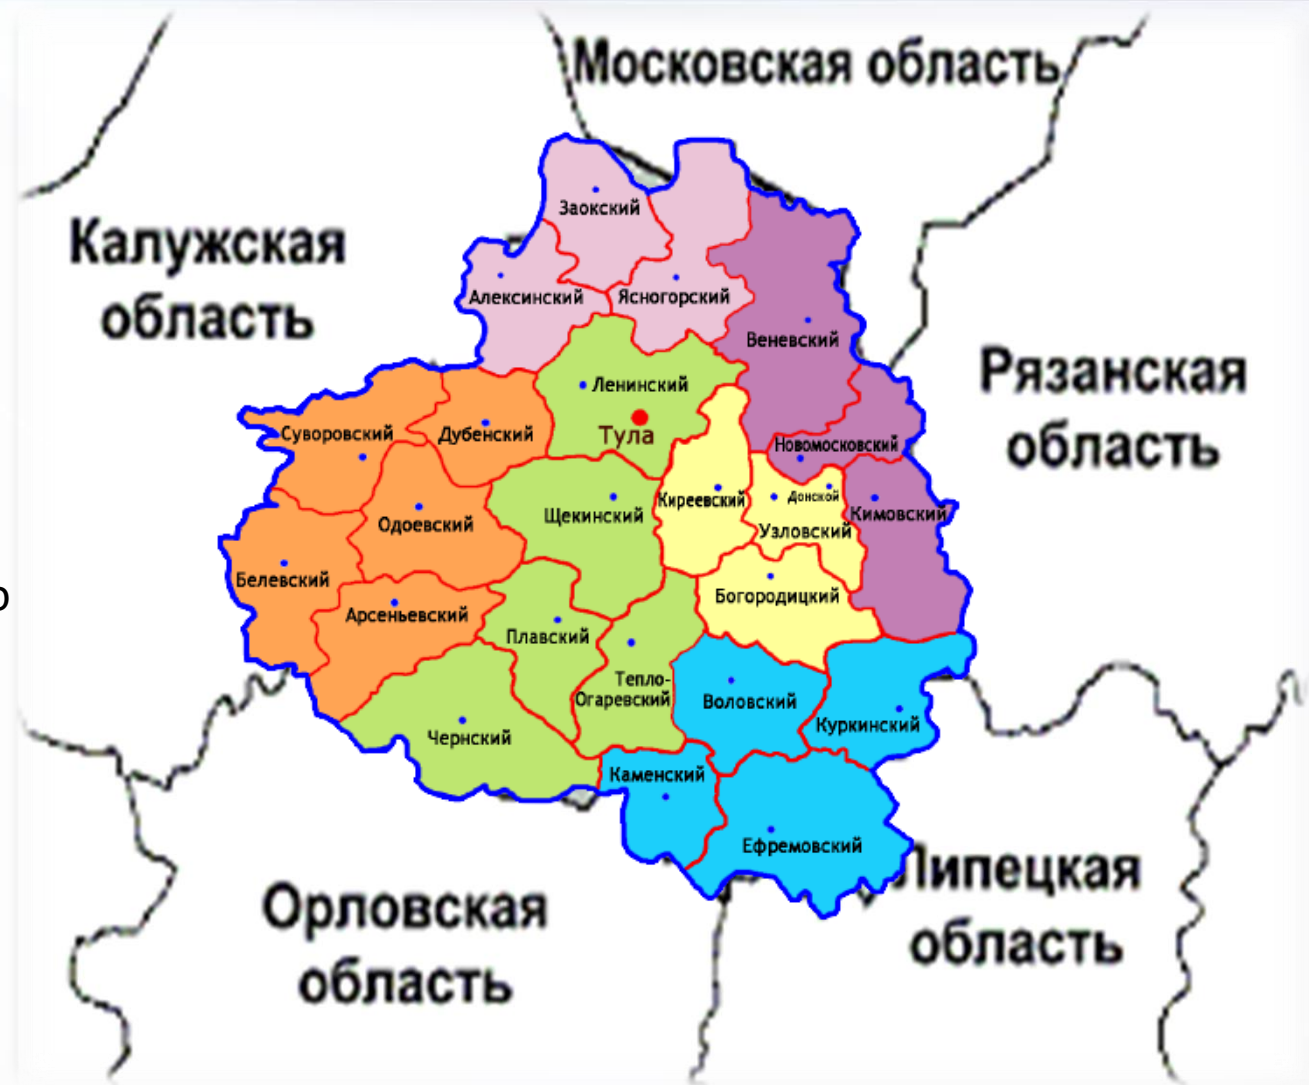 Московская область
Заокский
Калужская
область
Алексинский
Ясногорский
Веневский
Рязанская
область
Ленинский
Тула
Суворовский
Дубенский
Новомосковский
Киреевский
Донской
Узловский
Кимовский
Щекинский
Одоевский
Белевский
о
Арсеньевский
Богородицкий
Плавский
Тепло-
Огаревский
Воловский
Куркинский
Чернский
Каменский
Ефремовский
Липецкая
область
Орловская
область